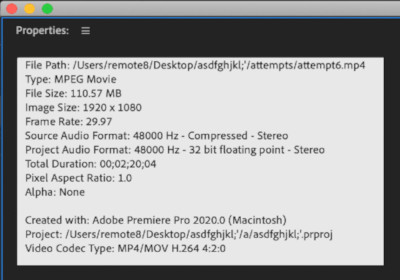 Properties:
File Path: /Users/remote8/Desktop/asdfghjkl;'/attempts/attempt6.mp4
Type: MPEG Movie
File Size: 110.57 MB
Image Size: 1920 x 1080
Frame Rate: 29.97
Source Audio Format: 48000 Hz - Compressed - Stereo
Project Audio Format: 48000 Hz - 32 bit floating point - Stereo
Total Duration: 00;02;20;04
Pixel Aspect Ratio: 1.0
Alpha: None
Created with: Adobe Premiere Pro 2020.0 (Macintosh)
Project: /Users/remote8/Desktop/asdfghjkl;'/a/asdfghjkl;'.prproj
Video Codec Type: MP4/MOV H.264 4:2:0